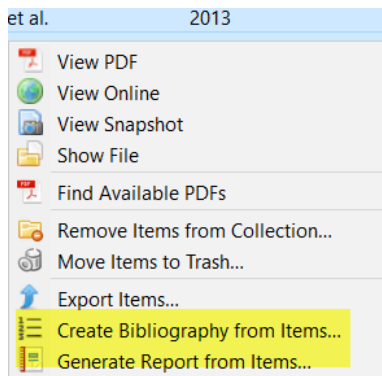 et al. 2013
View PDF
View Online
View Snapshot
Show File
Find Available PDFs
Remove Items from Collection...
Move Items to Trash...
Export Items...
Create Bibliography from Items...
Generate Report from Items...